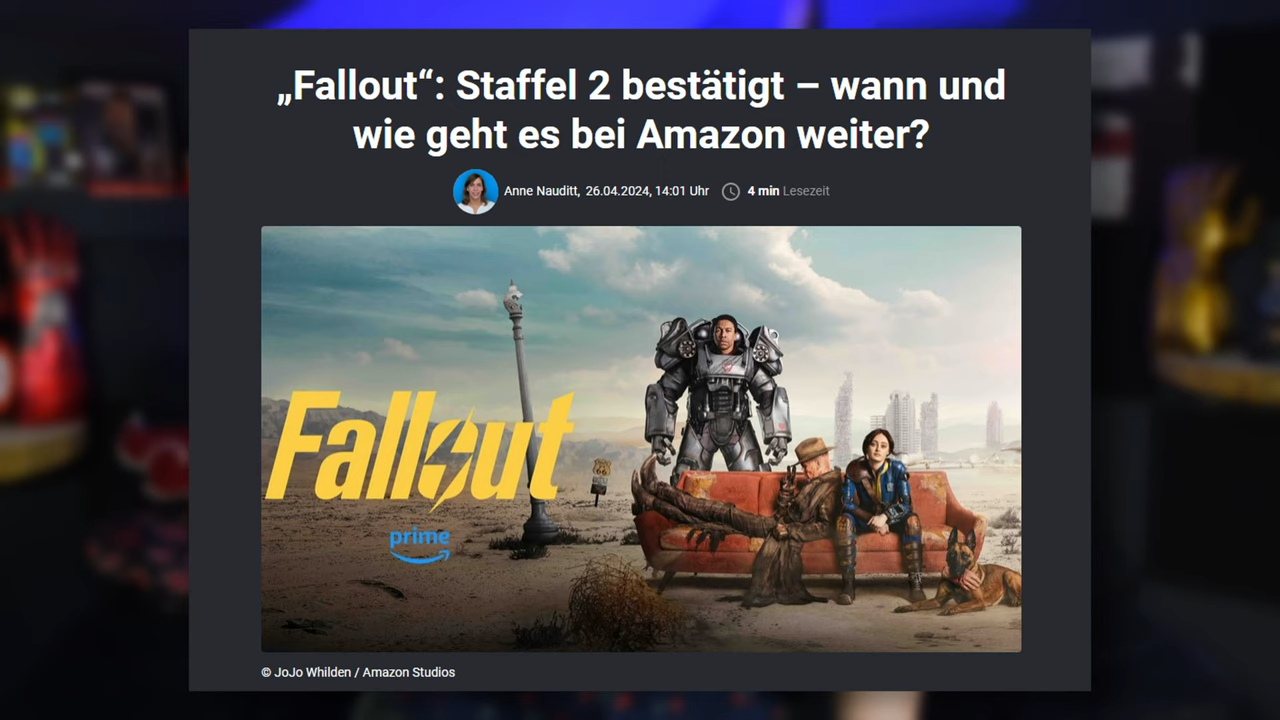 „Fallout“: Staffel 2 bestätigt – wann und
wie geht es bei Amazon weiter?
Anne Nauditt, 26.04.2024, 14:01 Uhr 4 min Lesezeit
Fallout
66
prime
© JoJo Whilden / Amazon Studios